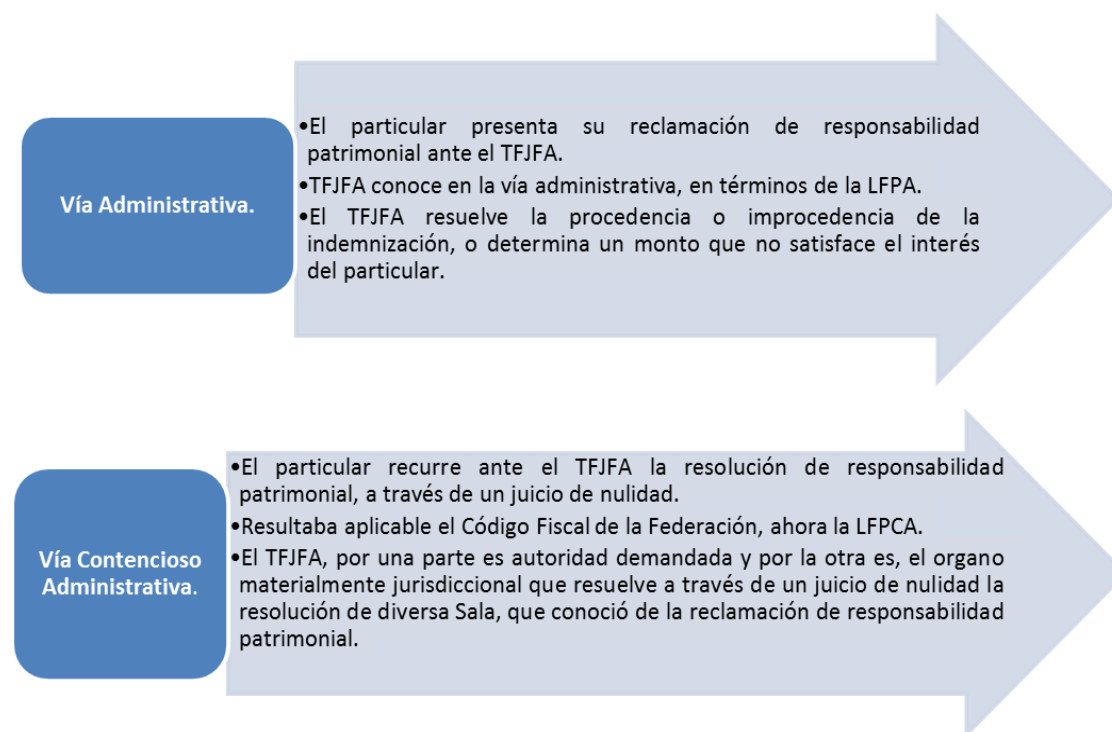 Vía Administrativa.
•El particular presenta su reclamación de responsabilidad
patrimonial ante el TFJFA.
•TFJFA conoce en la vía administrativa, en términos de la LFPA.
•El TFJFA resuelve la procedencia o improcedencia de la
indemnización, o determina un monto que no satisface el interés
del particular.
Vía Contencioso
Administrativa.
•El particular recurre ante el TFJFA la resolución de responsabilidad
patrimonial, a través de un juicio de nulidad.
•Resultaba aplicable el Código Fiscal de la Federación, ahora la LFPCA.
•El TFJFA, por una parte es autoridad demandada y por la otra es, el organo
materialmente jurisdiccional que resuelve a través de un juicio de nulidad la
resolución de diversa Sala, que conoció de la reclamación de responsabilidad
patrimonial.